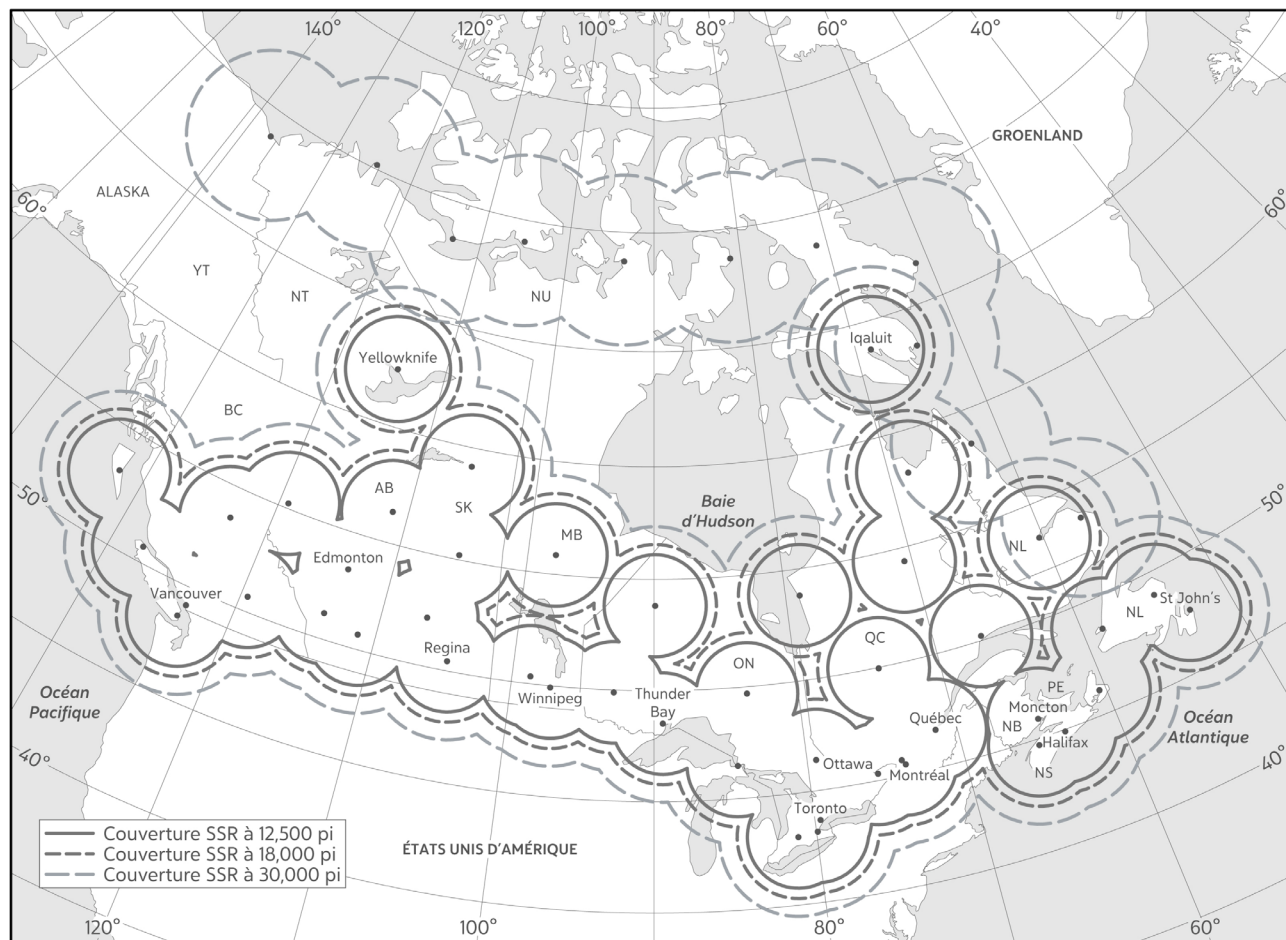 140°
120°
100°
80°
60°
40°
GROENLAND
ALASKA
60°
60°
YT
NT
NU
Iqaluit
Yellowknife
BC
50°
AB
SK
Baie
d'Hudson
50°
MB
NL
Edmonton
Vancouver
NL
St John's
QC
Regina
ON
Océan
Pacifique
Winnipeg
Thunder
Bay
PE
Moncton
Québec
NB
Océan
Atlantique
Halifax
40°
Ottawa
Montréal
NS
40°
Toronto
Couverture SSR à 12,500 pi
Couverture SSR à 18,000 pi
Couverture SSR à 30,000 pi
ÉTATS UNIS D'AMÉRIQUE
120°
100°
80°
60°